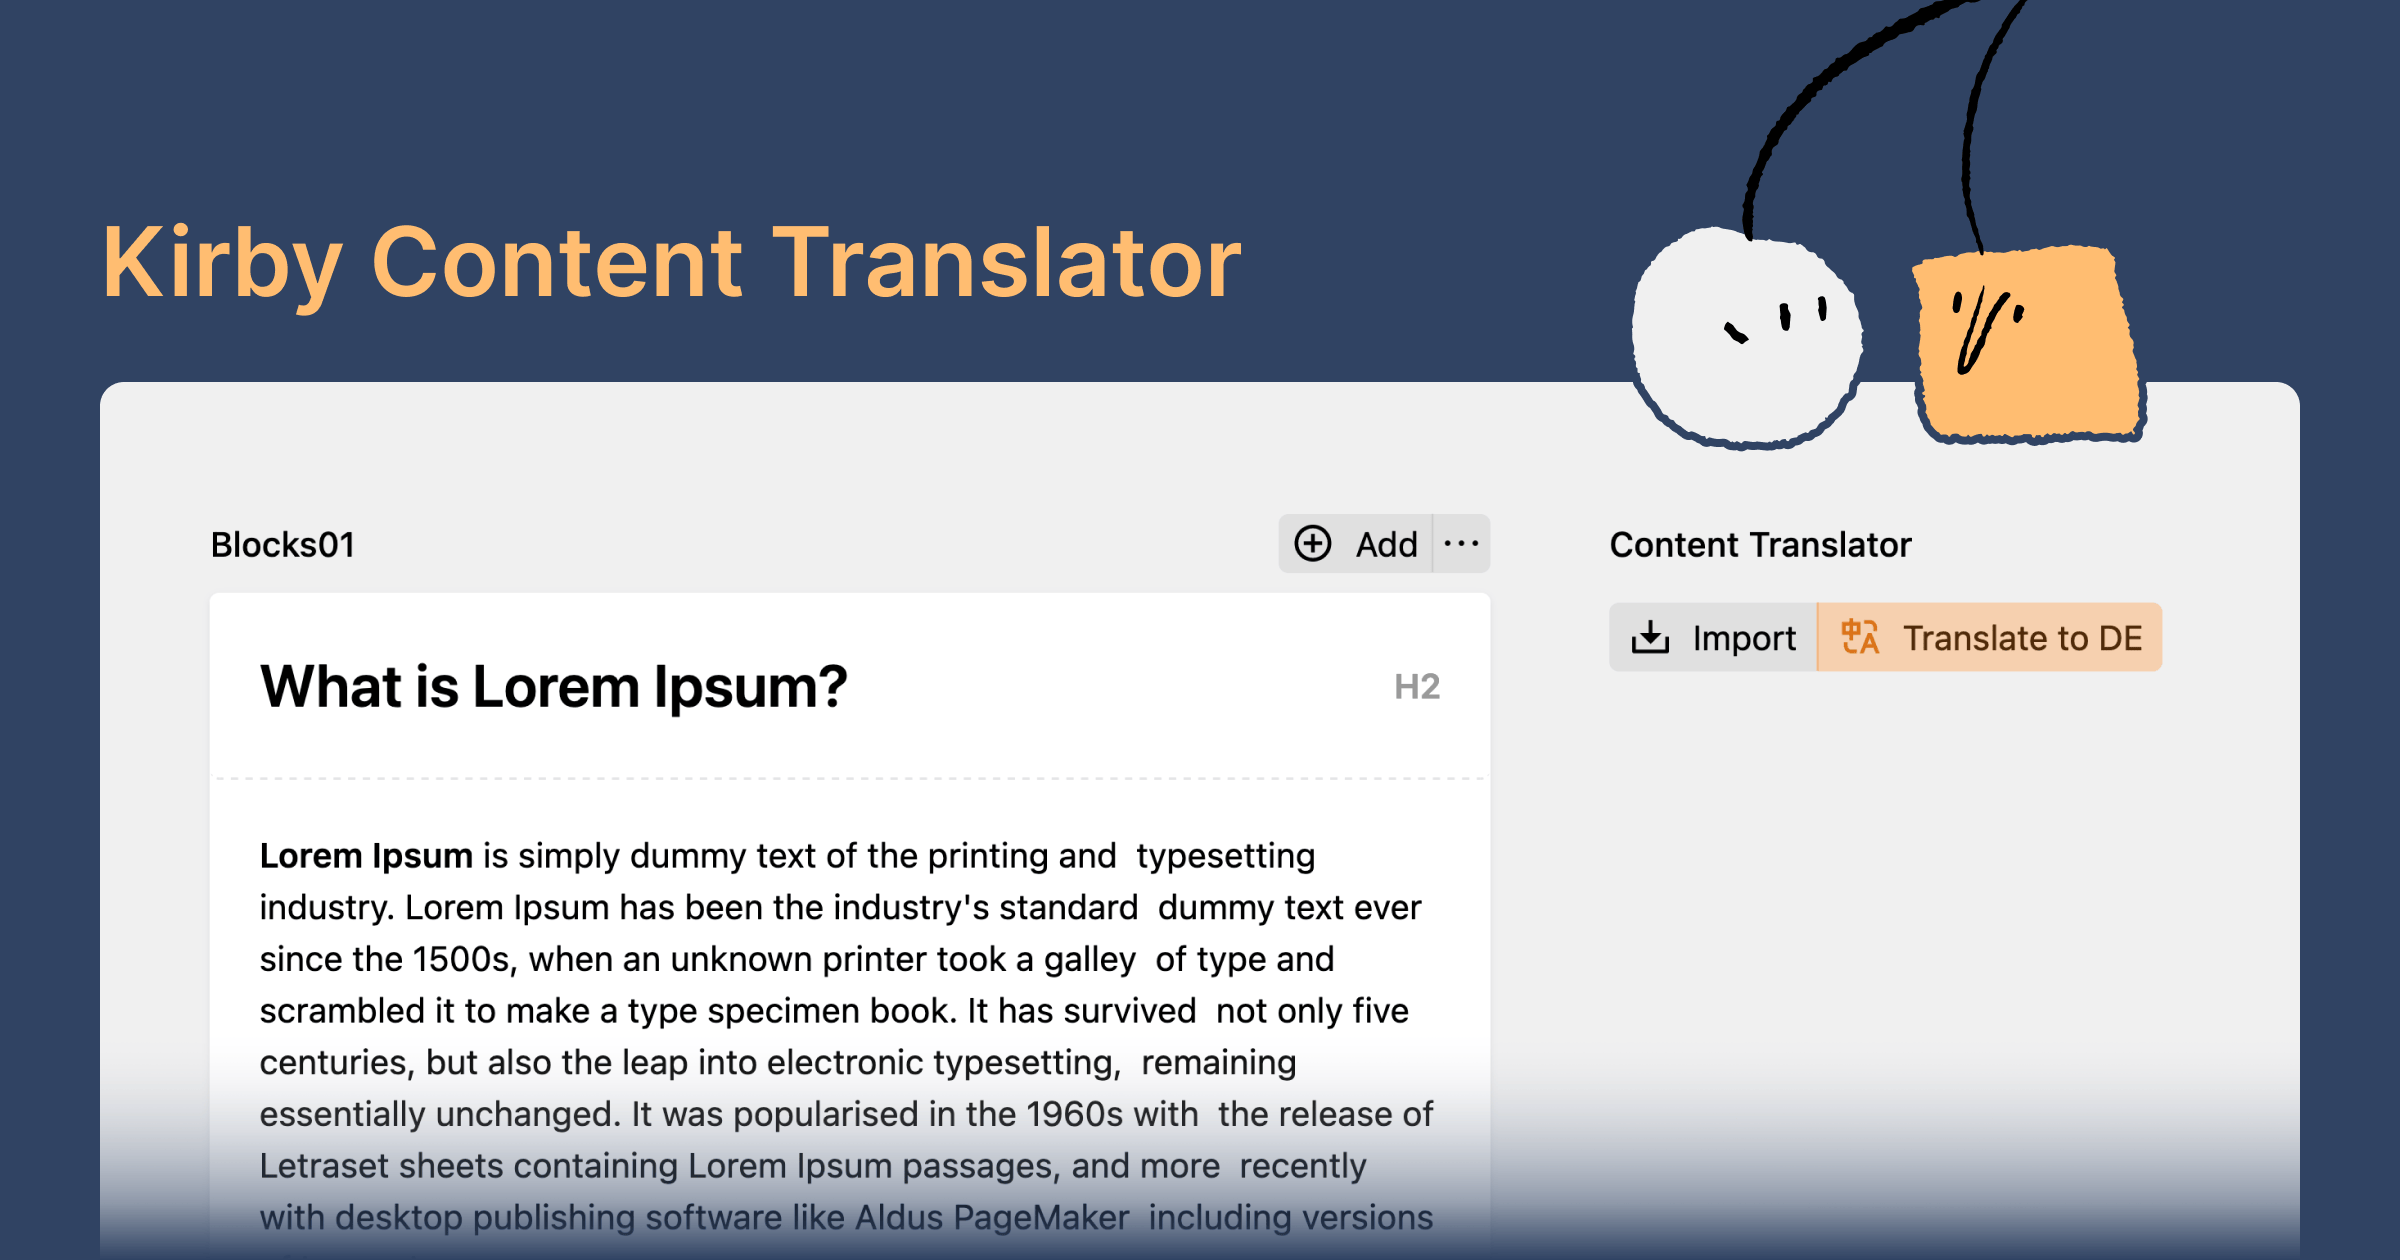 Kirby Content Translator
Blocks01
Add
Content Translator
Import
Translate to DE
What is Lorem Ipsum?
H2
Lorem Ipsum is simply dummy text of the printing and  typesetting
industry. Lorem Ipsum has been the industry's standard  dummy text ever
since the 1500s, when an unknown printer took a galley  of type and
scrambled it to make a type specimen book. It has survived  not only five
centuries, but also the leap into electronic typesetting,  remaining
essentially unchanged. It was popularised in the 1960s with  the release of
Letraset sheets containing Lorem Ipsum passages, and more  recently
with desktop publishing software like Aldus PageMaker  including versions